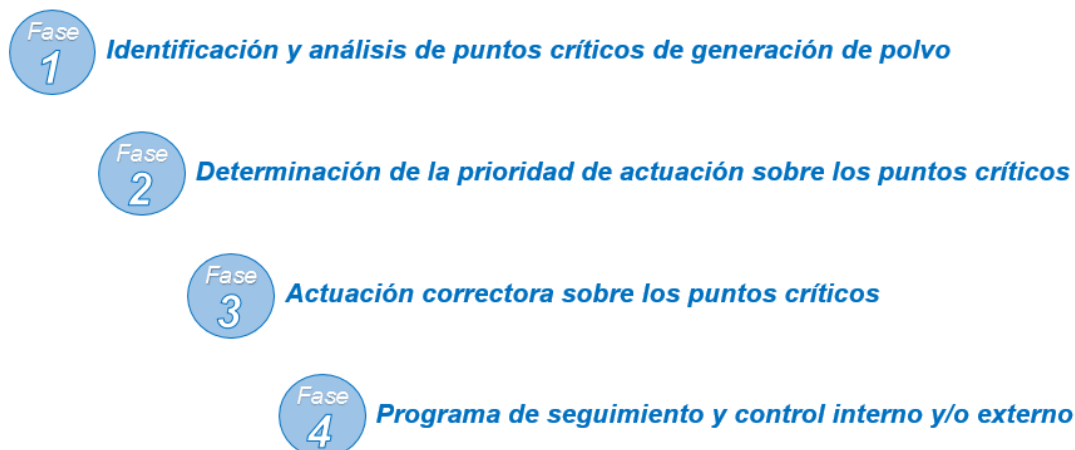 Fase
1
Identificación y análisis de puntos críticos de generación de polvo
Fase
2
Determinación de la prioridad de actuación sobre los puntos críticos
Fase
3
Actuación correctora sobre los puntos críticos
Fase
4
Programa de seguimiento y control interno y/o externo